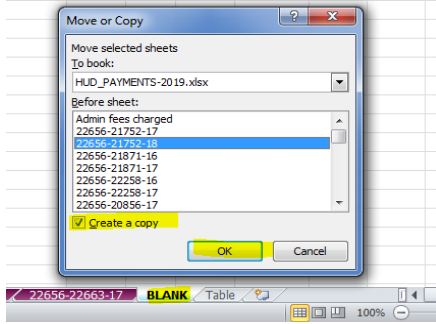 Move or Copy
Move selected sheets
To book:
HUD_PAYMENTS-2019.xlsx
Before sheet:
Admin fees charged
22656-21752-17
22656-21752-18
22656-21871-16
22656-21871-17
22656-22258-16
22656-22258-17
22656-20856-17
Create a copy
OK Cancel
22656-22663-17 BLANK Table
100%